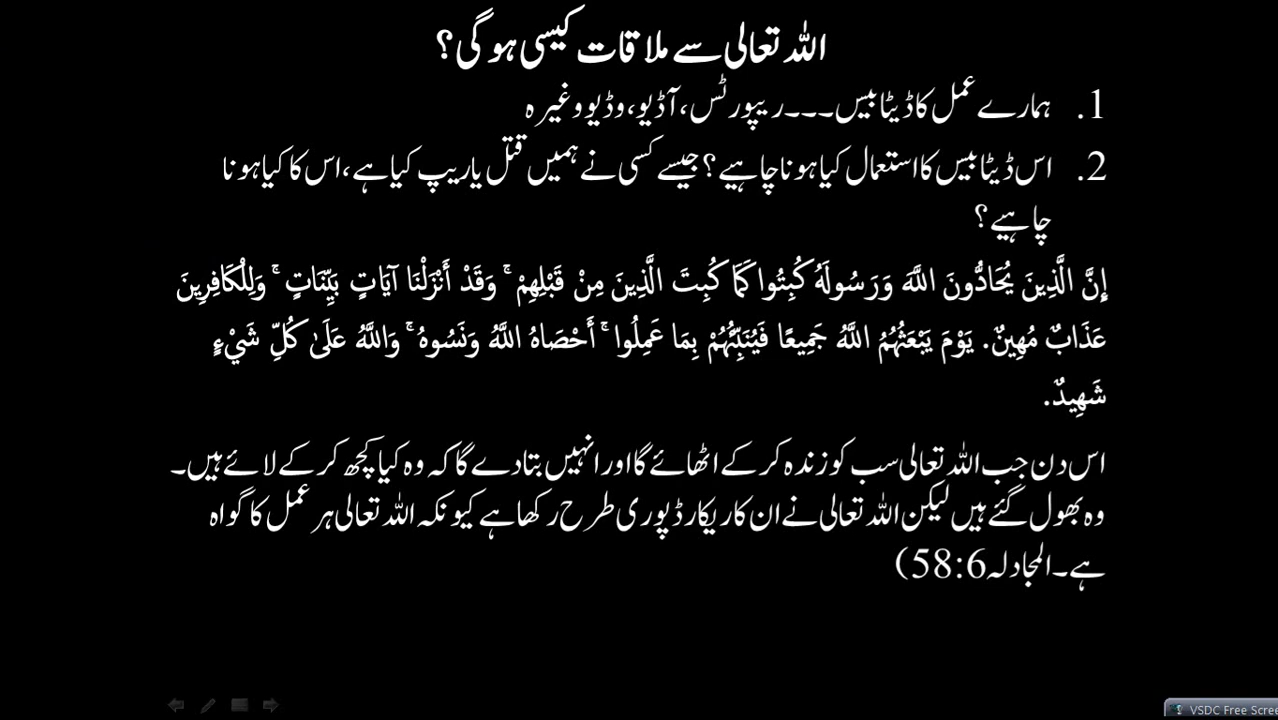 اللہ تعالی سے ملاقات کیسی ہو گی؟
1. ہمارے عمل کا ڈیٹا بیس۔۔۔ ریپورٹس، آڈیو، وڈیو وغیرہ
2. اس ڈیٹا بیس کا استعمال کیا ہونا چاہیے؟ جیسے کسی نے ہمیں قتل یا ریپ کیا ہے، اس کا کیا ہونا
چاہیے؟
إِنَّ الَّذِينَ يُحَادُّونَ اللَّهَ وَرَسُولَهُ كُبِتُوا كَمَا كُبِتَ الَّذِينَ مِنْ قَبْلِهِمْ ۚ وَقَدْ أَنْزَلْنَا آيَاتٍ بَيِّنَاتٍ ۚ وَلِلْكَافِرِينَ
عَذَابٌ مُهِينٌ. يَوْمَ يَبْعَثُهُمُ اللَّهُ جَمِيعًا فَيُنَبِّئُهُمْ بِمَا عَمِلُوا ۚ أَحْصَاهُ اللَّهُ وَنَسُوهُ ۚ وَاللَّهُ عَلَىٰ كُلِّ شَيْءٍ
شَهِيدٌ.
اس دن جب اللہ تعالی سب کو زندہ کر کے اٹھائے گا اور انہیں بتا دے گا کہ وہ کیا کچھ کر کے لائے ہیں۔
وہ بھول گئے ہیں لیکن اللہ تعالی نے ان کا ریکارڈ پوری طرح رکھا ہے کیونکہ اللہ تعالی ہر عمل کا گواہ
ہے۔ المجادلہ 58:6)
VSDC Free Scree